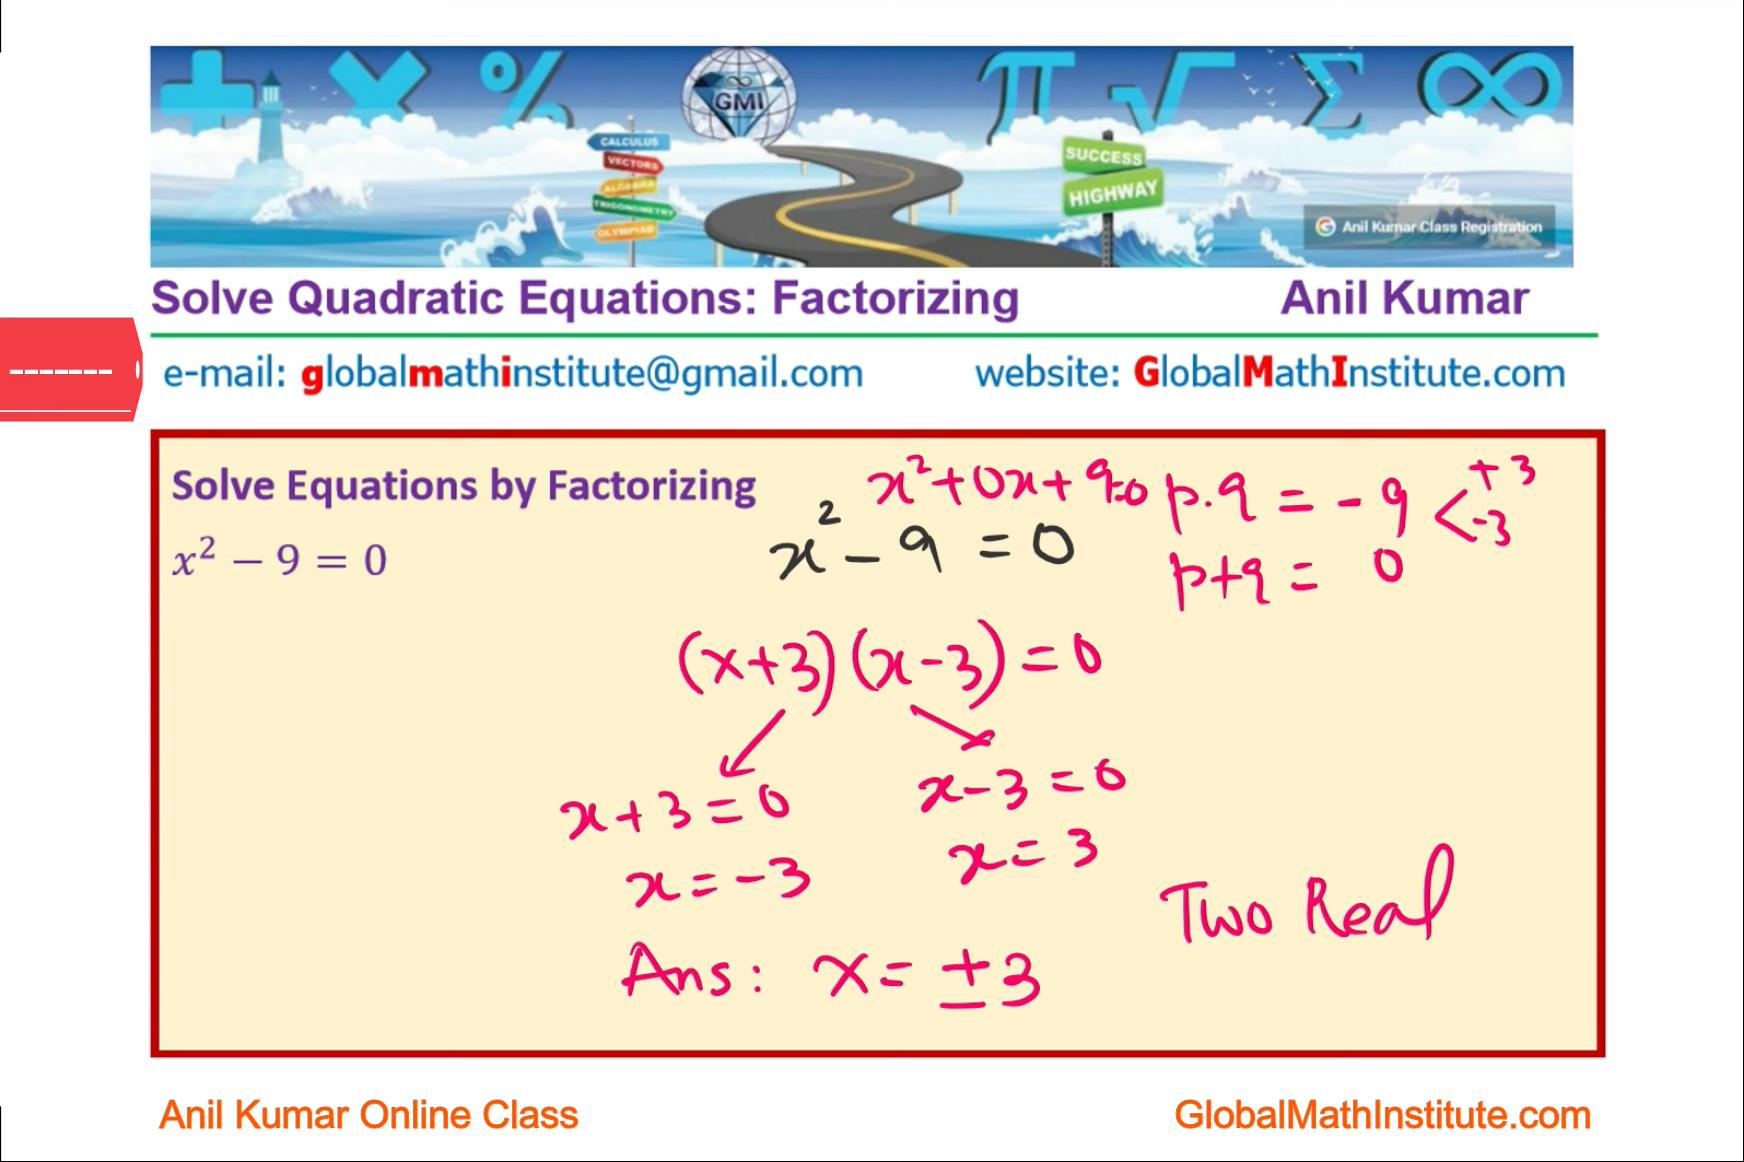 + × % GMI π √ Σ ∞
CALCULUS
VECTORS
ALGEBRA
TRIGONOMETRY
OLYMPIAD
SUCCESS
HIGHWAY
Anil Kumar Class Registration
Solve Quadratic Equations: Factorizing Anil Kumar
e-mail: globalmathinstitute@gmail.com website: GlobalMathInstitute.com
Solve Equations by Factorizing
x² − 9 = 0
x²+0x+9=0
x² − 9 = 0
p.q = -9 < +3 -3
p+q = 0
(x+3)(x-3)=0
x+3=0 x-3=0
x=-3 x=3
Two Real
Ans: x= ±3
Anil Kumar Online Class GlobalMathInstitute.com